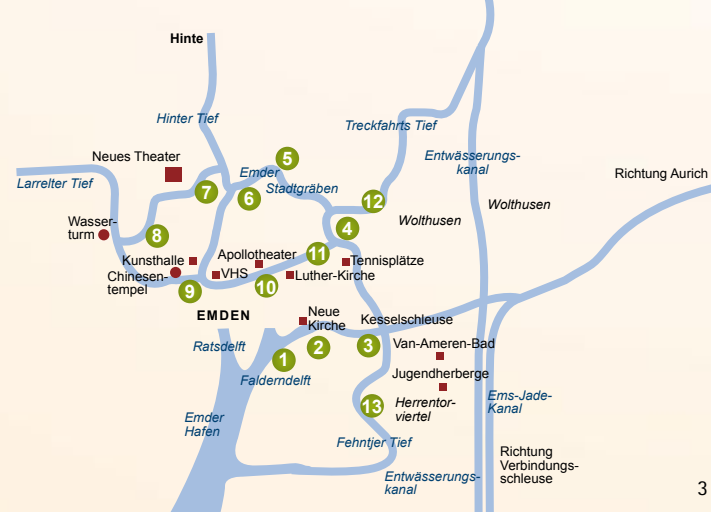 Hinte
Hinter Tief
Treckfahrts Tief
5
Neues Theater
Entwässerungs-
kanal
Emder
Stadtgräben
Richtung Aurich
Larrelter Tief
7
6
12
Wolthusen
Wolthusen
Wasser-
turm
8
4
11
Kunsthalle
Apollotheater
Tennisplätze
Chinesen-
tempel
VHS
Luther-Kirche
9
10
EMDEN
Neue
Kirche
Kesselschleuse
Ratsdelft
1
2
3
Van-Ameren-Bad
Falderndelft
Jugendherberge
13
Herrentor-
viertel
Ems-Jade-
Kanal
Emder
Hafen
Fehntjer Tief
Richtung
Verbindungs-
schleuse
Entwässerungs-
kanal
3